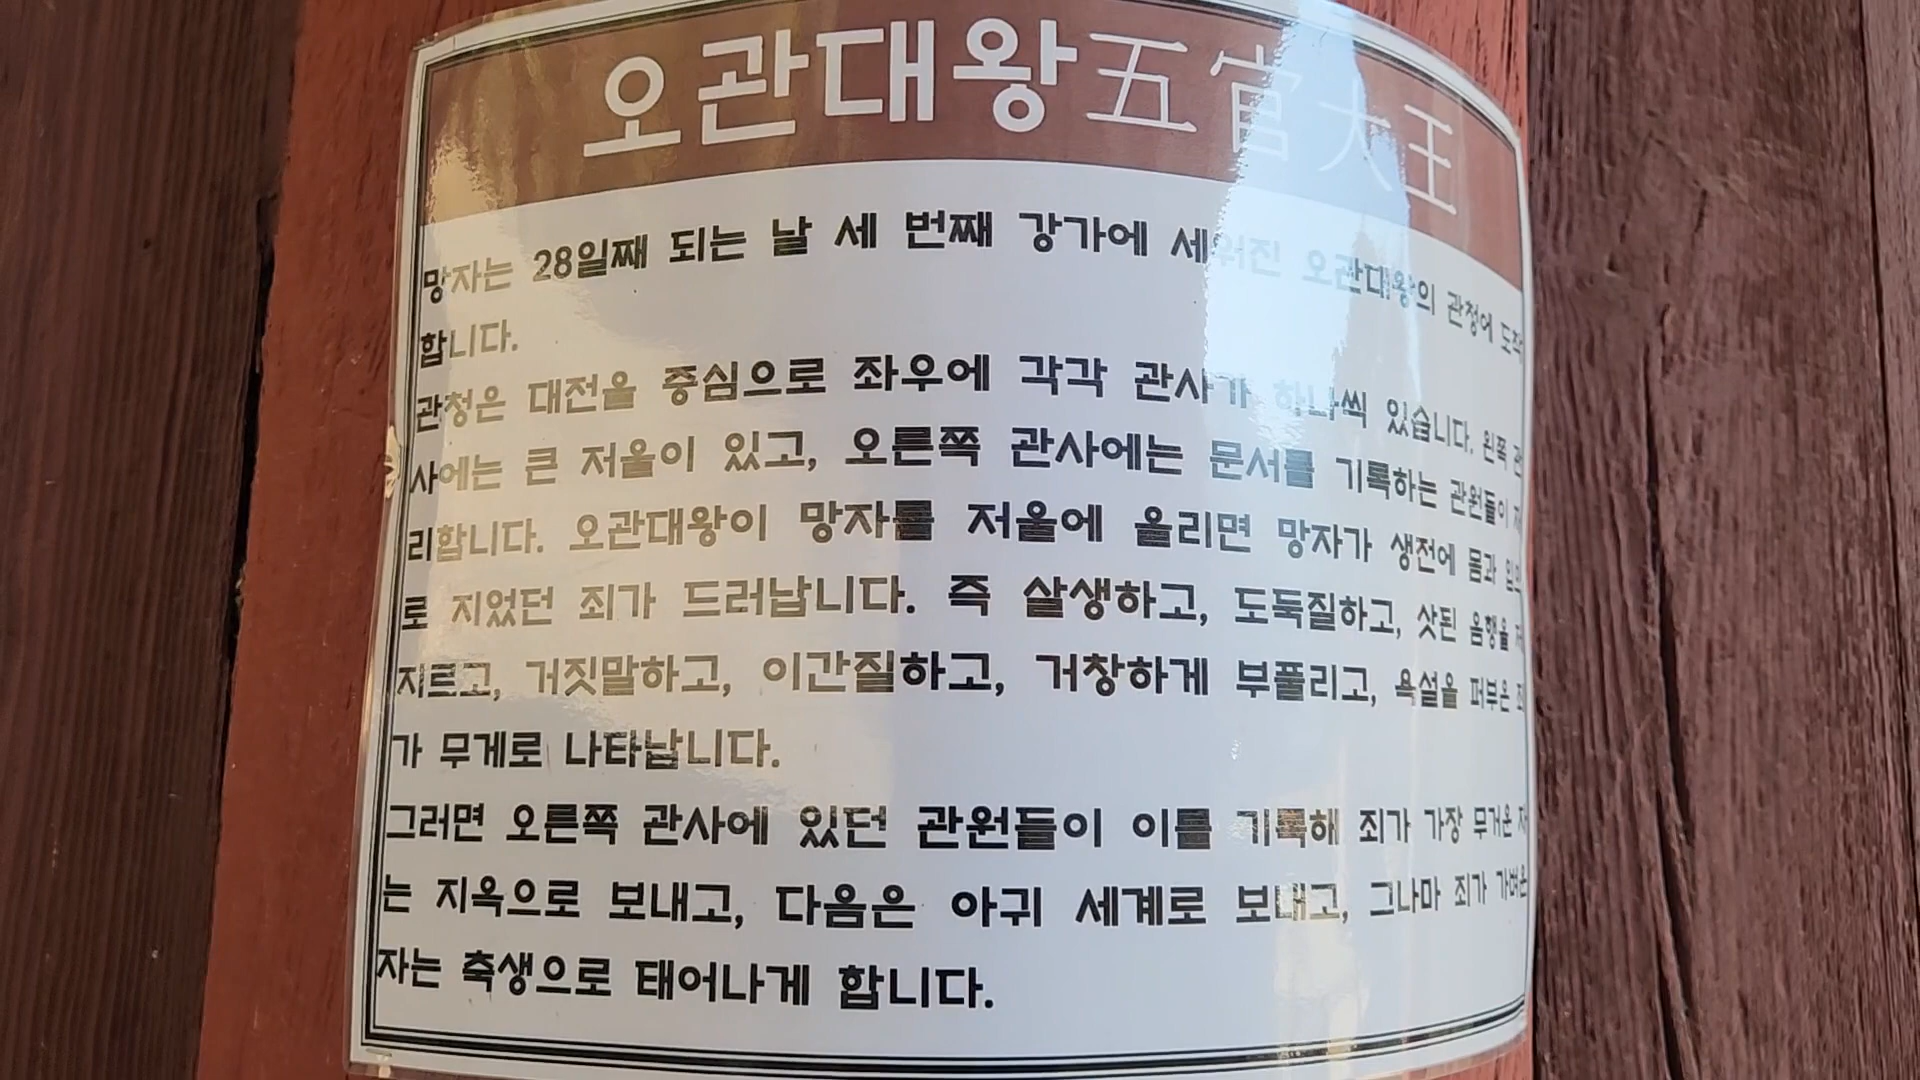 오관대왕五官大王
망자는 28일째 되는 날 세 번째 강가에 세워진 오관대왕의 관청에 도착
합니다.
관청은 대전을 중심으로 좌우에 각각 관사가 하나씩 있습니다. 왼쪽 관
사에는 큰 저울이 있고, 오른쪽 관사에는 문서를 기록하는 관원들이
리합니다. 오관대왕이 망자를 저울에 올리면 망자가 생전에 몸과
로 지었던 죄가 드러납니다. 즉 살생하고, 도둑질하고, 삿된 음행을 저
지르고, 거짓말하고, 이간질하고, 거창하게 부풀리고, 욕설을 퍼부은 죄
가 무게로 나타납니다.
그러면 오른쪽 관사에 있던 관원들이 이를 기록해 죄가 가장 무거운 자
는 지옥으로 보내고, 다음은 아귀 세계로 보내고, 그나마 죄가 가벼운
자는 축생으로 태어나게 합니다.